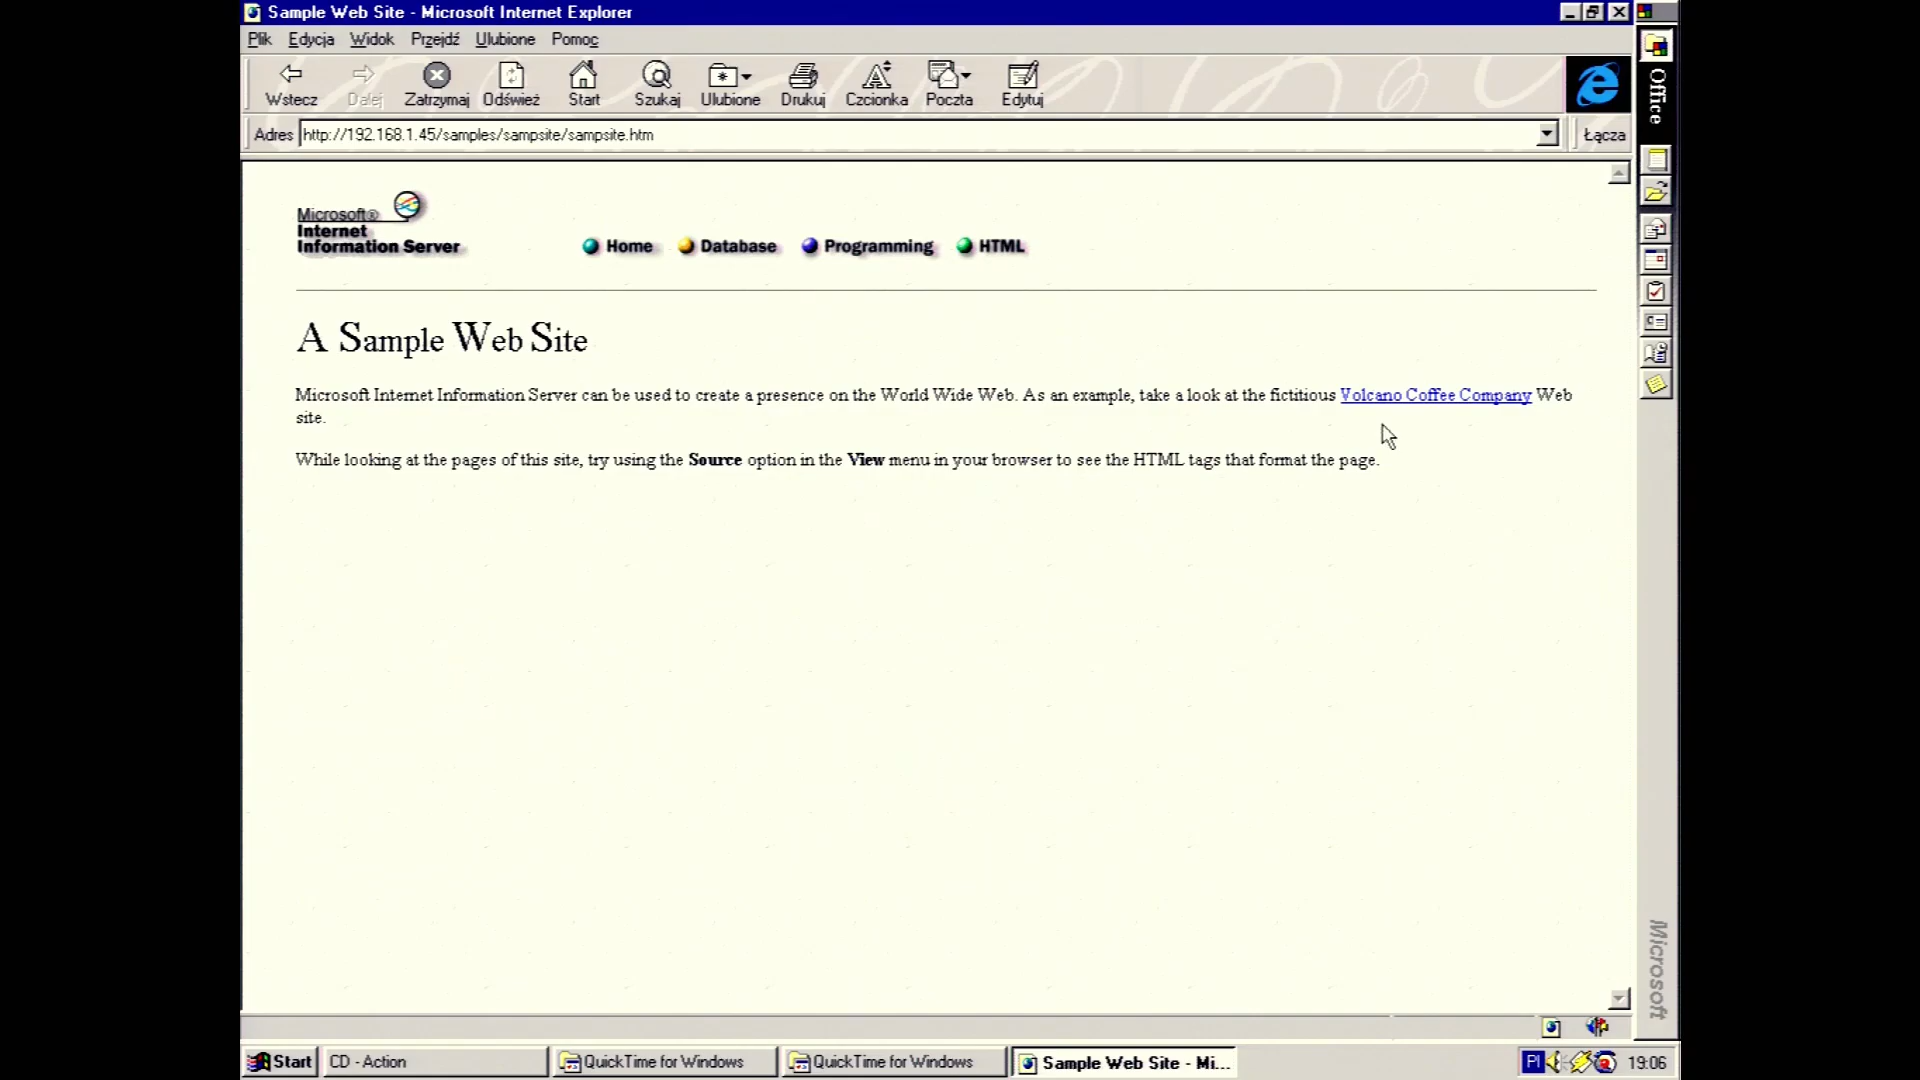 Sample Web Site - Microsoft Internet Explorer
Plik Edycja Widok Przejdź Ulubione Pomoc
Wstecz Dalej Zatrzymaj Odśwież Start Szukaj Ulubione Drukuj Czcionka Poczta Edytuj
Adres http://192.168.1.45/samples/sampsite/sampsite.htm Łącza
Office
Microsoft®
Internet
Information Server
Home Database Programming HTML
A Sample Web Site
Microsoft Internet Information Server can be used to create a presence on the World Wide Web. As an example, take a look at the fictitious Volcano Coffee Company Web
site.
While looking at the pages of this site, try using the Source option in the View menu in your browser to see the HTML tags that format the page.
Microsoft
Start CD - Action QuickTime for Windows QuickTime for Windows Sample Web Site - Mi... Pl 19:06